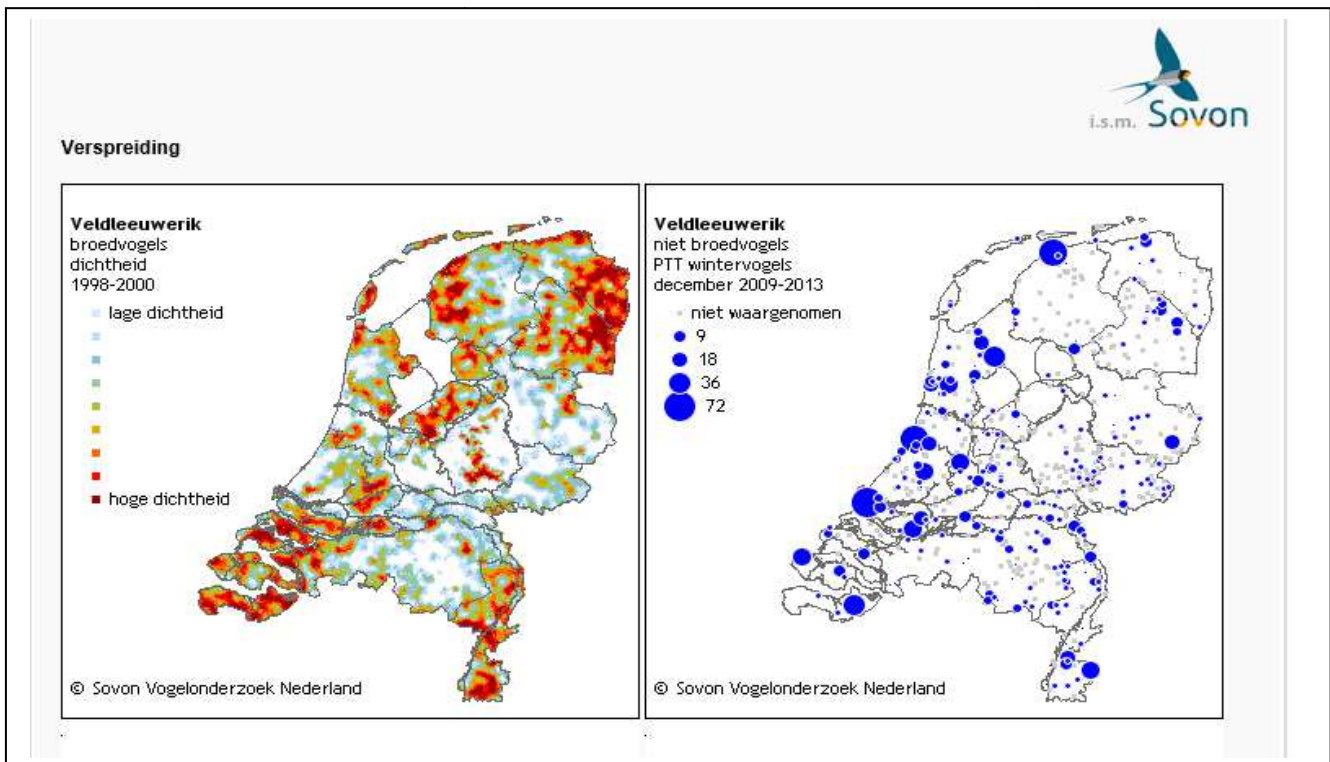 i.s.m. Sovon
Verspreiding
Veldleeuwerik
broedvogels
dichtheid
1998-2000
lage dichtheid
hoge dichtheid
© Sovon Vogelonderzoek Nederland
Veldleeuwerik
niet broedvogels
PTT wintervogels
december 2009-2013
niet waargenomen
9
18
36
72
© Sovon Vogelonderzoek Nederland